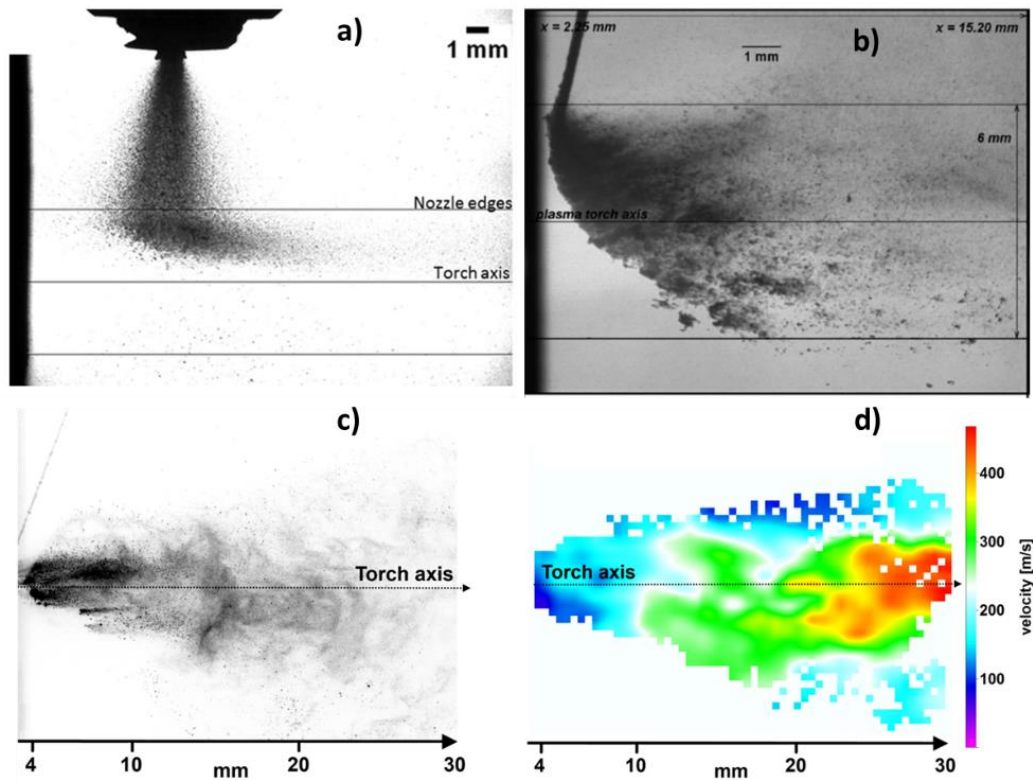 a)
1 mm
Nozzle edges
Torch axis
x = 2.25 mm
b)
x = 15.20 mm
1 mm
6 mm
plasma torch axis
c)
Torch axis
4
10
20
30
mm
d)
Torch axis
400
300
200
100
velocity [m/s]
4
10
20
30
mm